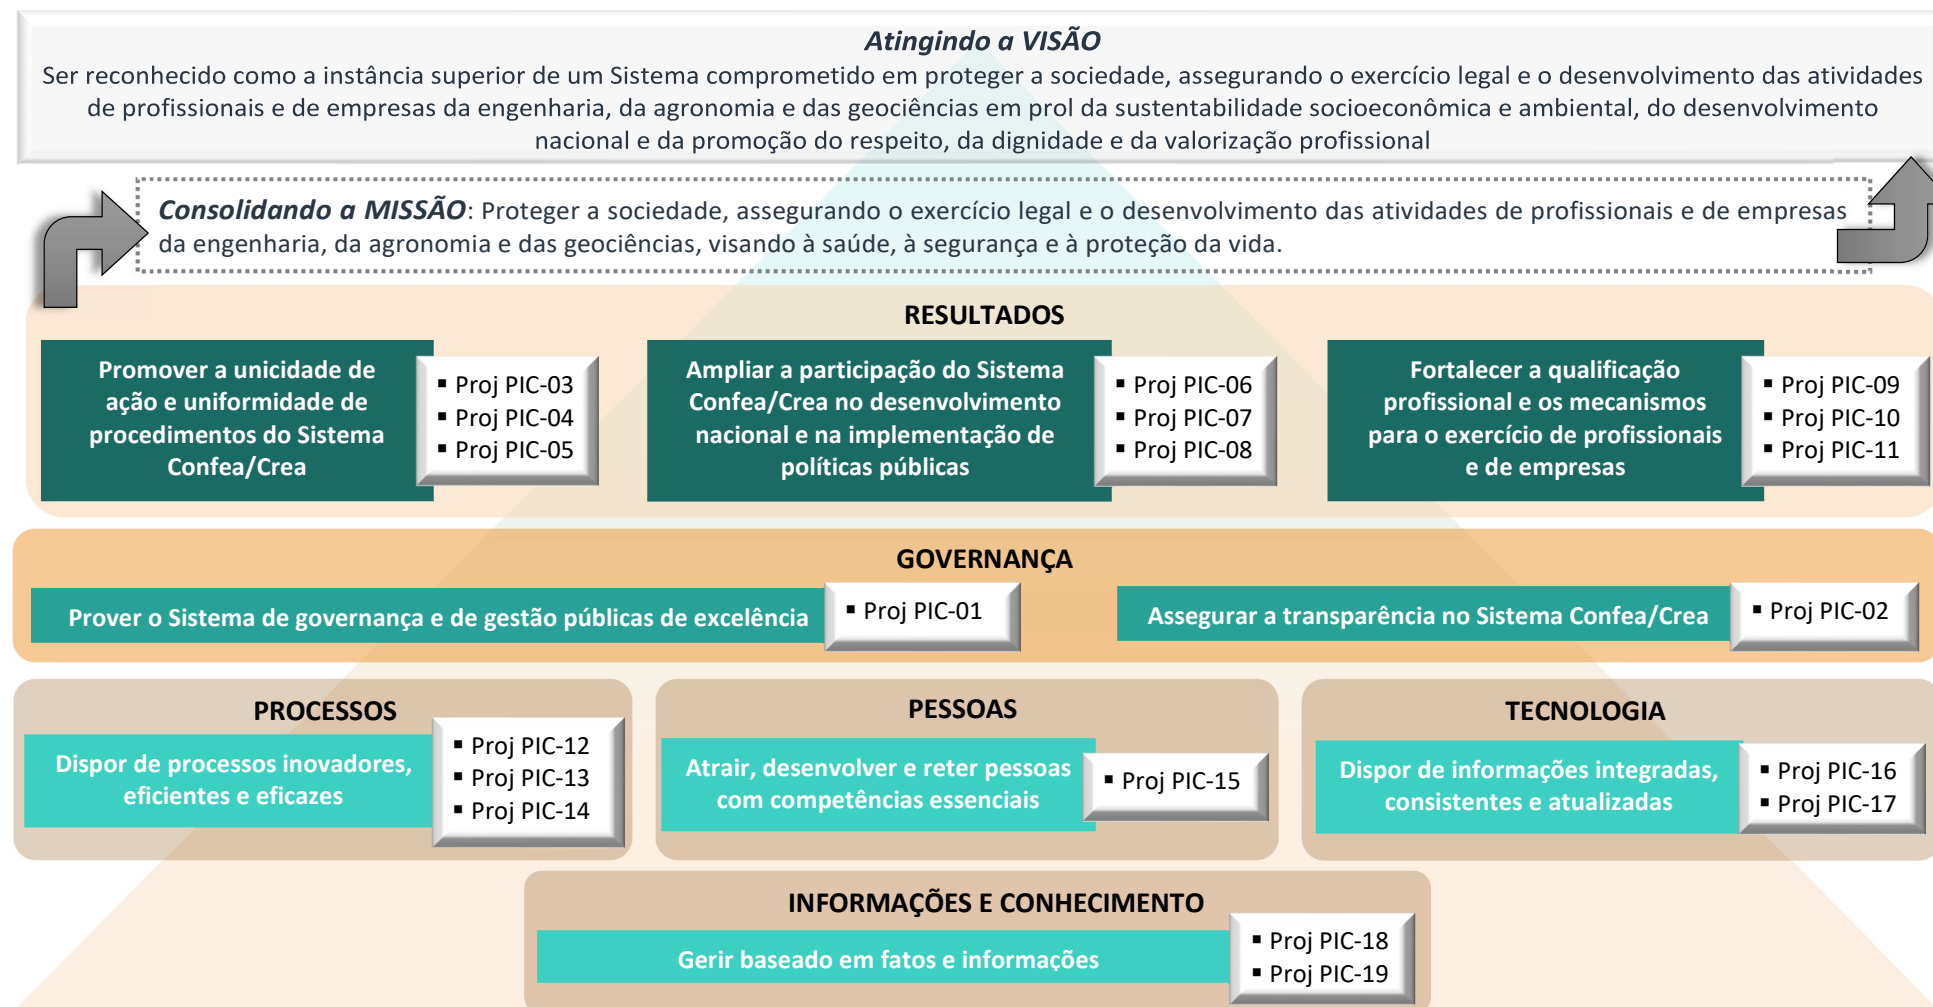 Atingindo a VISÃO
Ser reconhecido como a instância superior de um Sistema comprometido em proteger a sociedade, assegurando o exercício legal e o desenvolvimento das atividades
de profissionais e de empresas da engenharia, da agronomia e das geociências em prol da sustentabilidade socioeconômica e ambiental, do desenvolvimento
nacional e da promoção do respeito, da dignidade e da valorização profissional
Consolidando a MISSÃO: Proteger a sociedade, assegurando o exercício legal e o desenvolvimento das atividades de profissionais e de empresas
da engenharia, da agronomia e das geociências, visando à saúde, à segurança e à proteção da vida.
RESULTADOS
Promover a unicidade de
ação e uniformidade de
procedimentos do Sistema
Confea/Crea
▪ Proj PIC-03
▪ Proj PIC-04
▪ Proj PIC-05
Ampliar a participação do Sistema
Confea/Crea no desenvolvimento
nacional e na implementação de
políticas públicas
▪ Proj PIC-06
▪ Proj PIC-07
▪ Proj PIC-08
Fortalecer a qualificação
profissional e os mecanismos
para o exercício de profissionais
e de empresas
▪ Proj PIC-09
▪ Proj PIC-10
▪ Proj PIC-11
GOVERNANÇA
Prover o Sistema de governança e de gestão públicas de excelência
▪ Proj PIC-01
Assegurar a transparência no Sistema Confea/Crea
▪ Proj PIC-02
PROCESSOS
Dispor de processos inovadores,
eficientes e eficazes
▪ Proj PIC-12
▪ Proj PIC-13
▪ Proj PIC-14
PESSOAS
Atrair, desenvolver e reter pessoas
com competências essenciais
▪ Proj PIC-15
TECNOLOGIA
Dispor de informações integradas,
consistentes e atualizadas
▪ Proj PIC-16
▪ Proj PIC-17
INFORMAÇÕES E CONHECIMENTO
Gerir baseado em fatos e informações
▪ Proj PIC-18
▪ Proj PIC-19